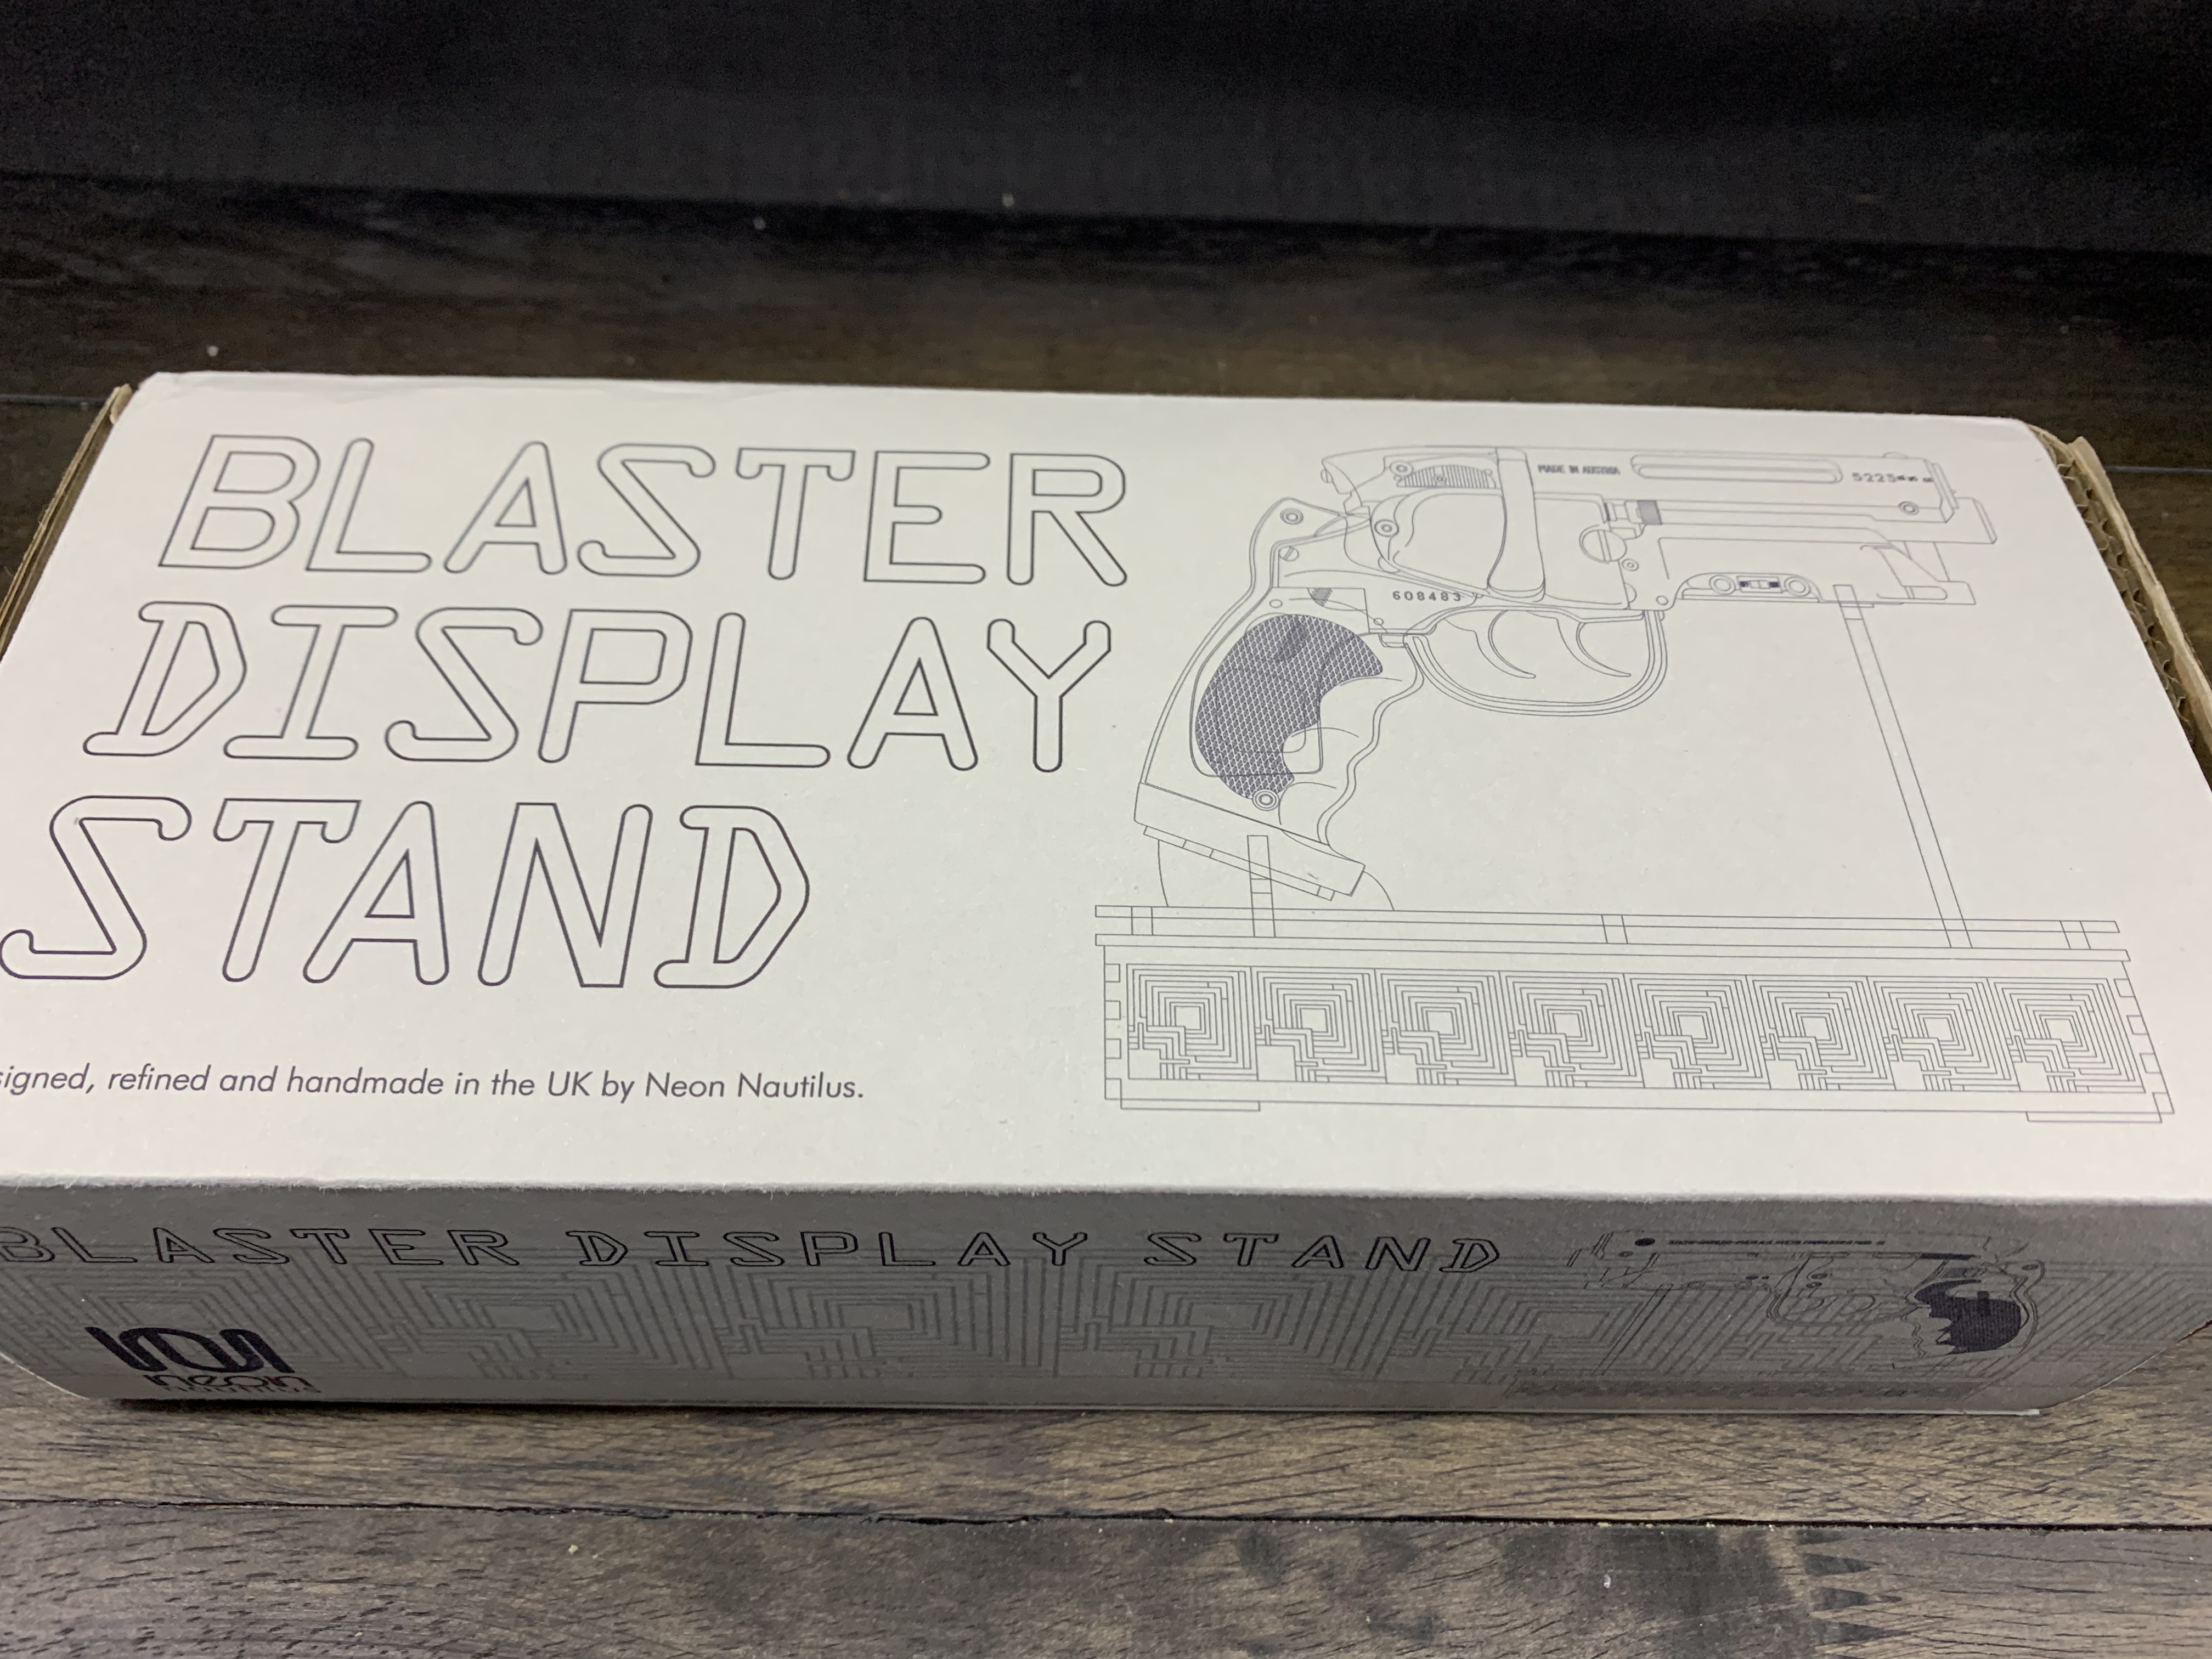 BLASTER
MADE IN AUSTRIA
5223
DISPLAY
608483
STAND
signed, refined and handmade in the UK by Neon Nautilus.
BLASTER DISPLAY STAND
neon